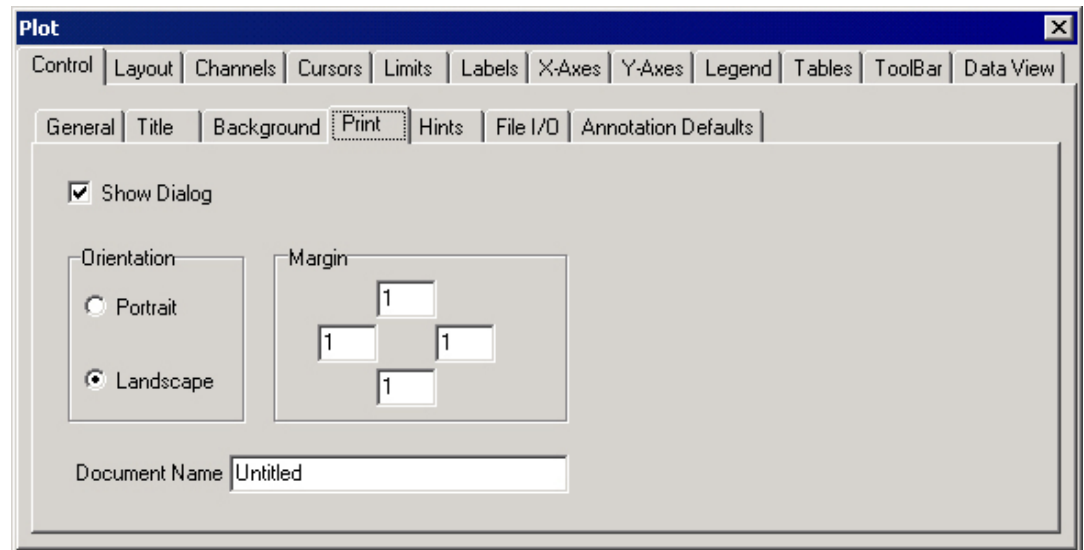 Plot
Control Layout Channels Cursors Limits Labels X-Axes Y-Axes Legend Tables ToolBar Data View
General Title Background Print Hints File I/O Annotation Defaults
Show Dialog
Orientation Margin
1
Portrait
1 1
Landscape
1
Document Name Untitled